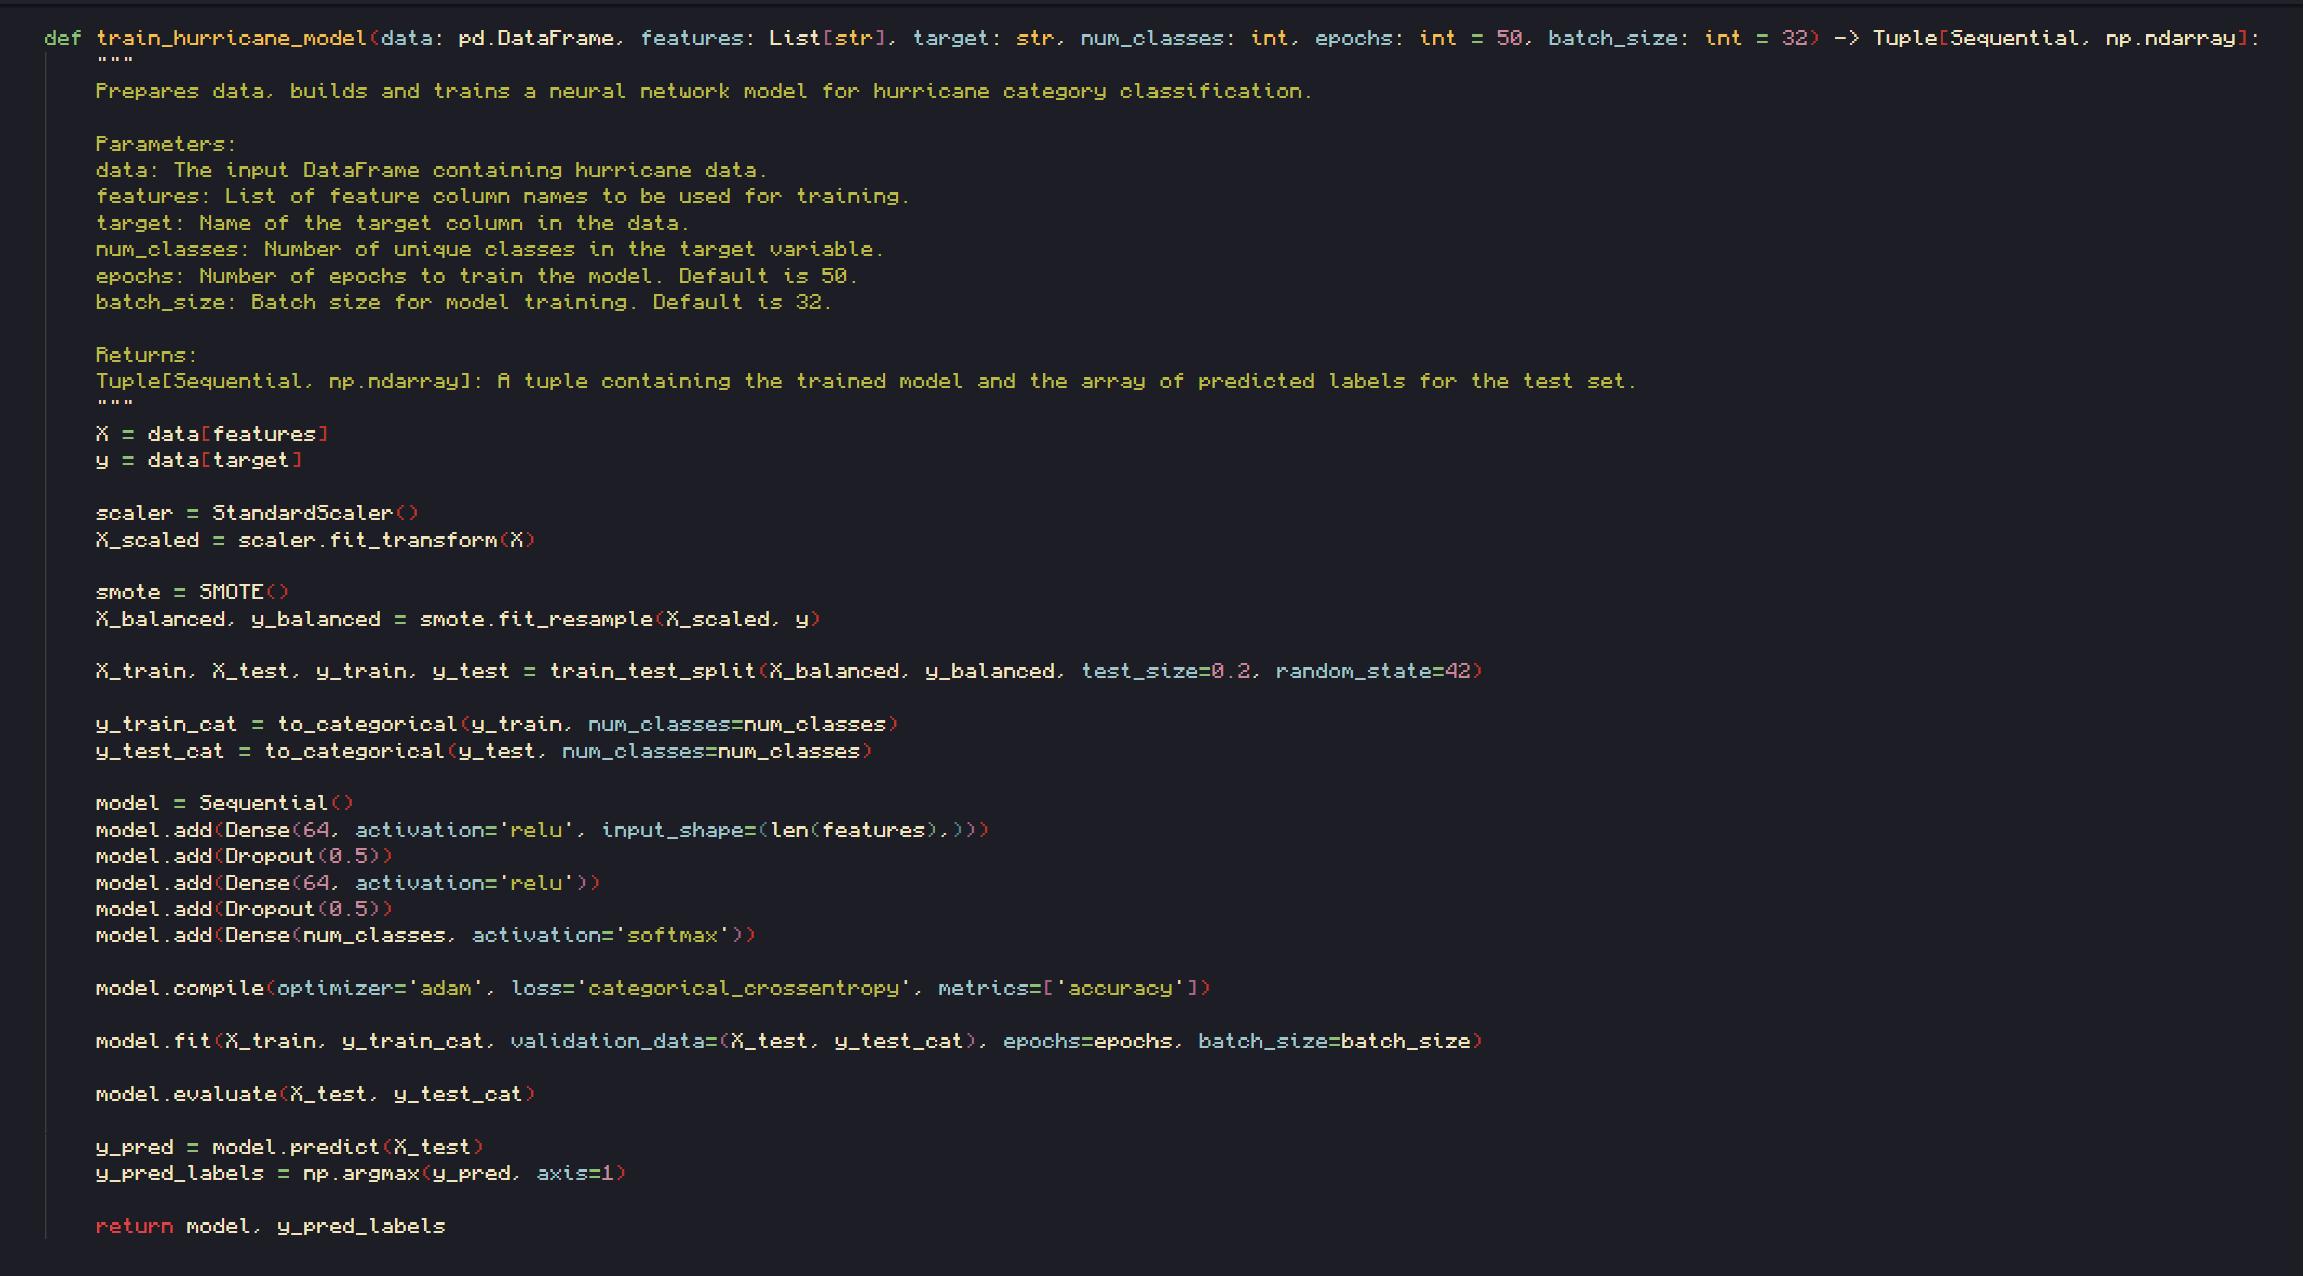 def train_hurricane_model(data: pd.DataFrame, features: List[str], target: str, num_classes: int, epochs: int = 50, batch_size: int = 32) -> Tuple[Sequential, np.ndarray]:
    """
    Prepares data, builds and trains a neural network model for hurricane category classification.

    Parameters:
    data: The input DataFrame containing hurricane data.
    features: List of feature column names to be used for training.
    target: Name of the target column in the data.
    num_classes: Number of unique classes in the target variable.
    epochs: Number of epochs to train the model. Default is 50.
    batch_size: Batch size for model training. Default is 32.

    Returns:
    Tuple[Sequential, np.ndarray]: A tuple containing the trained model and the array of predicted labels for the test set.
    """
    X = data[features]
    y = data[target]

    scaler = StandardScaler()
    X_scaled = scaler.fit_transform(X)

    smote = SMOTE()
    X_balanced, y_balanced = smote.fit_resample(X_scaled, y)

    X_train, X_test, y_train, y_test = train_test_split(X_balanced, y_balanced, test_size=0.2, random_state=42)

    y_train_cat = to_categorical(y_train, num_classes=num_classes)
    y_test_cat = to_categorical(y_test, num_classes=num_classes)

    model = Sequential()
    model.add(Dense(64, activation='relu', input_shape=(len(features),)))
    model.add(Dropout(0.5))
    model.add(Dense(64, activation='relu'))
    model.add(Dropout(0.5))
    model.add(Dense(num_classes, activation='softmax'))

    model.compile(optimizer='adam', loss='categorical_crossentropy', metrics=['accuracy'])

    model.fit(X_train, y_train_cat, validation_data=(X_test, y_test_cat), epochs=epochs, batch_size=batch_size)

    model.evaluate(X_test, y_test_cat)

    y_pred = model.predict(X_test)
    y_pred_labels = np.argmax(y_pred, axis=1)

    return model, y_pred_labels